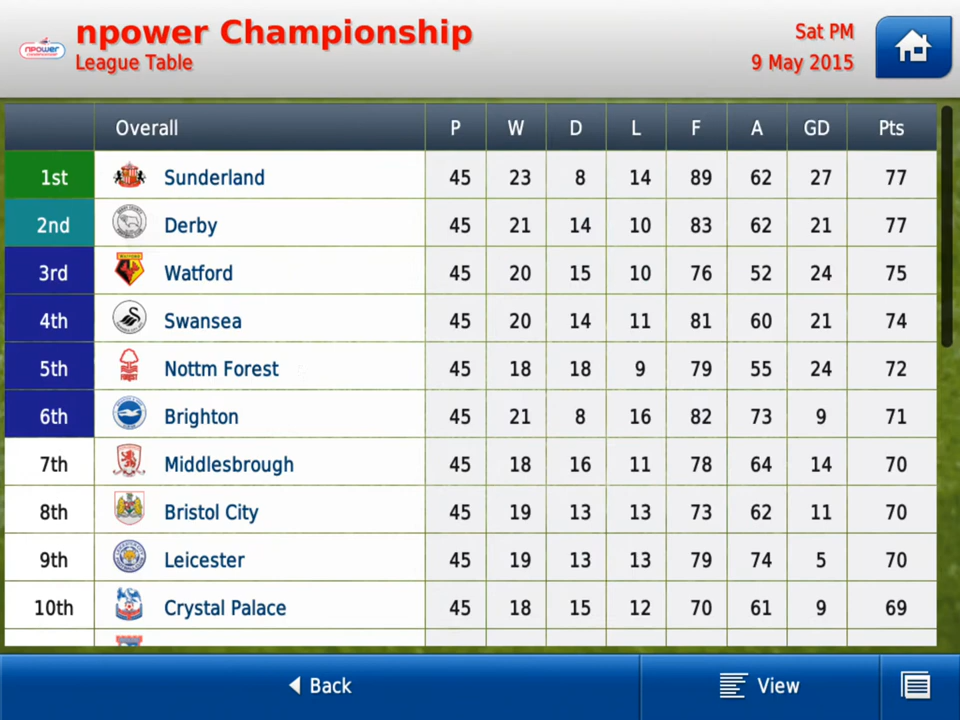 npower Championship
League Table
Sat PM
9 May 2015
npower
Overall P W D L F A GD Pts
1st Sunderland 45 23 8 14 89 62 27 77
2nd Derby 45 21 14 10 83 62 21 77
3rd Watford 45 20 15 10 76 52 24 75
4th Swansea 45 20 14 11 81 60 21 74
5th Nottm Forest 45 18 18 9 79 55 24 72
6th Brighton 45 21 8 16 82 73 9 71
7th Middlesbrough 45 18 16 11 78 64 14 70
8th Bristol City 45 19 13 13 73 62 11 70
9th Leicester 45 19 13 13 79 74 5 70
10th Crystal Palace 45 18 15 12 70 61 9 69
Back
View